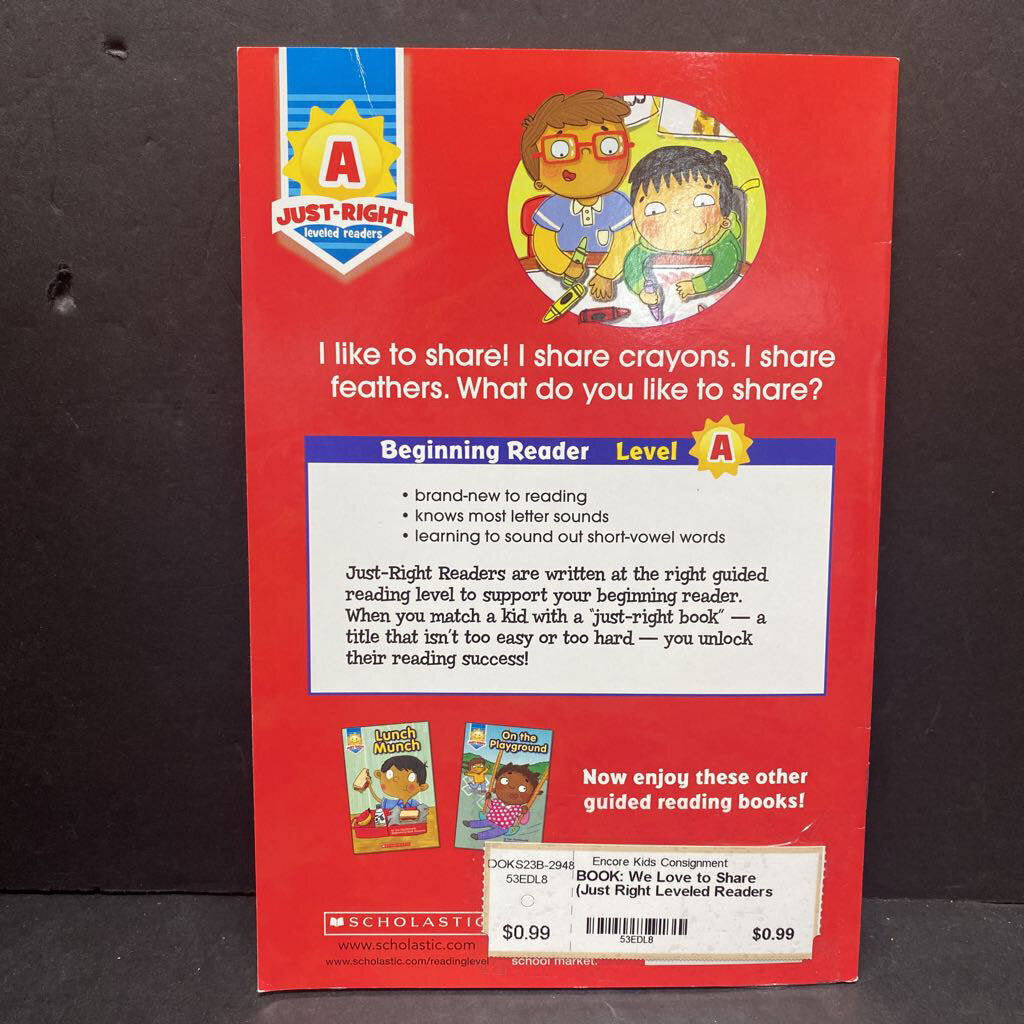 A
JUST-RIGHT
leveled readers
I like to share! I share crayons. I share
feathers. What do you like to share?
Beginning Reader Level A
• brand-new to reading
• knows most letter sounds
• learning to sound out short-vowel words
Just-Right Readers are written at the right guided
reading level to support your beginning reader.
When you match a kid with a "just-right book" — a
title that isn't too easy or too hard — you unlock
their reading success!
Lunch
Munch
On the
Playground
Now enjoy these other
guided reading books!
DOKS23B-2948
53EDL8
$0.99
Encore Kids Consignment
BOOK: We Love to Share
(Just Right Leveled Readers
53EDL8
$0.99
SCHOLASTIC
www.scholastic.com
www.scholastic.com/readinglevel
school market.